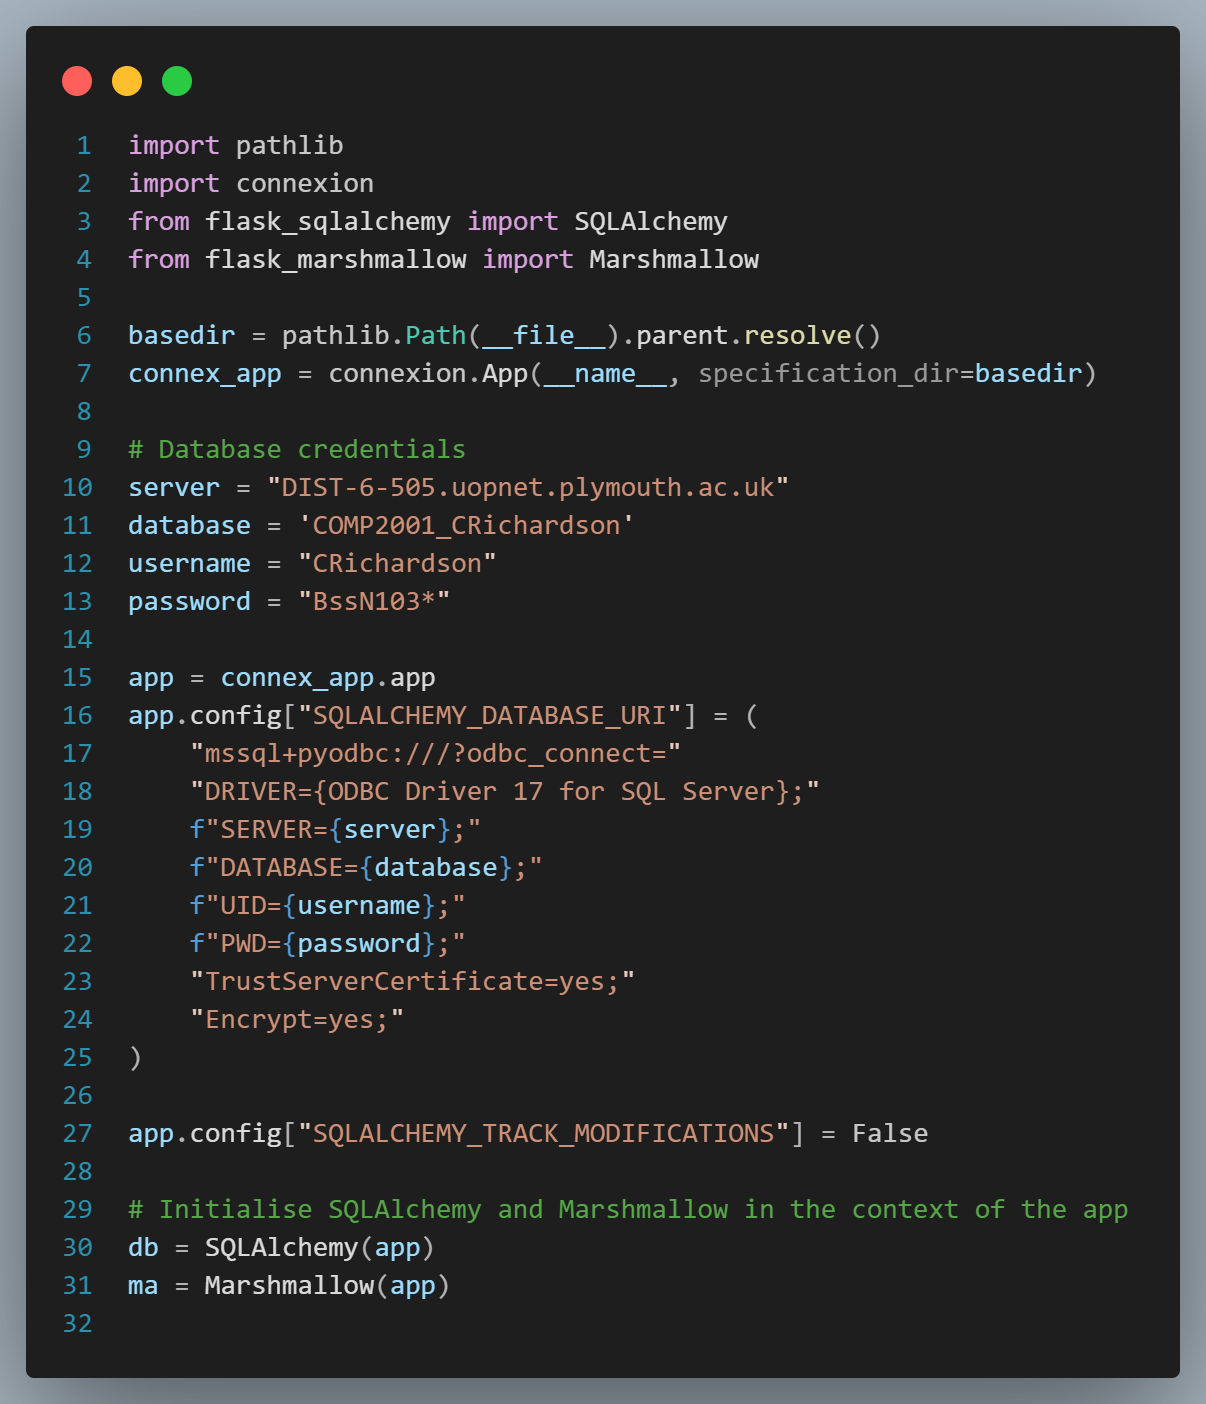 1 import pathlib
2 import connexion
3 from flask_sqlalchemy import SQLAlchemy
4 from flask_marshmallow import Marshmallow
5
6 basedir = pathlib.Path(__file__).parent.resolve()
7 connex_app = connexion.App(__name__, specification_dir=basedir)
8
9 # Database credentials
10 server = "DIST-6-505.uopnet.plymouth.ac.uk"
11 database = 'COMP2001_CRichardson'
12 username = "CRichardson"
13 password = "BssN103*"
14
15 app = connex_app.app
16 app.config["SQLALCHEMY_DATABASE_URI"] = (
17     "mssql+pyodbc:///?odbc_connect="
18     "DRIVER={ODBC Driver 17 for SQL Server};"
19     f"SERVER={server};"
20     f"DATABASE={database};"
21     f"UID={username};"
22     f"PWD={password};"
23     "TrustServerCertificate=yes;"
24     "Encrypt=yes;"
25 )
26
27 app.config["SQLALCHEMY_TRACK_MODIFICATIONS"] = False
28
29 # Initialise SQLAlchemy and Marshmallow in the context of the app
30 db = SQLAlchemy(app)
31 ma = Marshmallow(app)
32